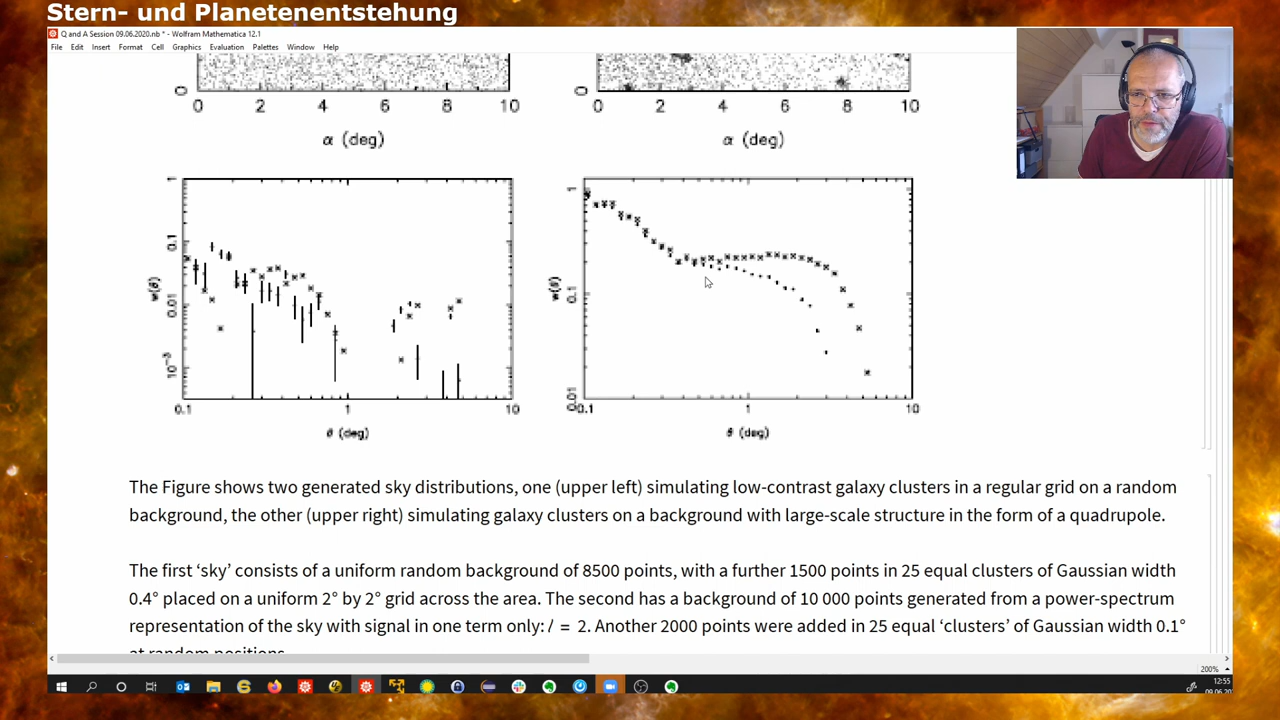 Stern- und Planetenentstehung
Q and A Session 09.06.2020.nb * - Wolfram Mathematica 12.1
File Edit Insert Format Cell Graphics Evaluation Palettes Window Help
0 0
0 2 4 6 8 10 0 2 4 6 8 10
α (deg) α (deg)
1 1
0.1
w(θ) w(θ)
0.01 0.1
10⁻³
0.01
0.1 1 10 0.1 1 10
θ (deg) θ (deg)
The Figure shows two generated sky distributions, one (upper left) simulating low-contrast galaxy clusters in a regular grid on a random
background, the other (upper right) simulating galaxy clusters on a background with large-scale structure in the form of a quadrupole.
The first ‘sky’ consists of a uniform random background of 8500 points, with a further 1500 points in 25 equal clusters of Gaussian width
0.4° placed on a uniform 2° by 2° grid across the area. The second has a background of 10 000 points generated from a power-spectrum
representation of the sky with signal in one term only: l = 2. Another 2000 points were added in 25 equal ‘clusters’ of Gaussian width 0.1°
at random positions.
200%
12:55
09.06.20